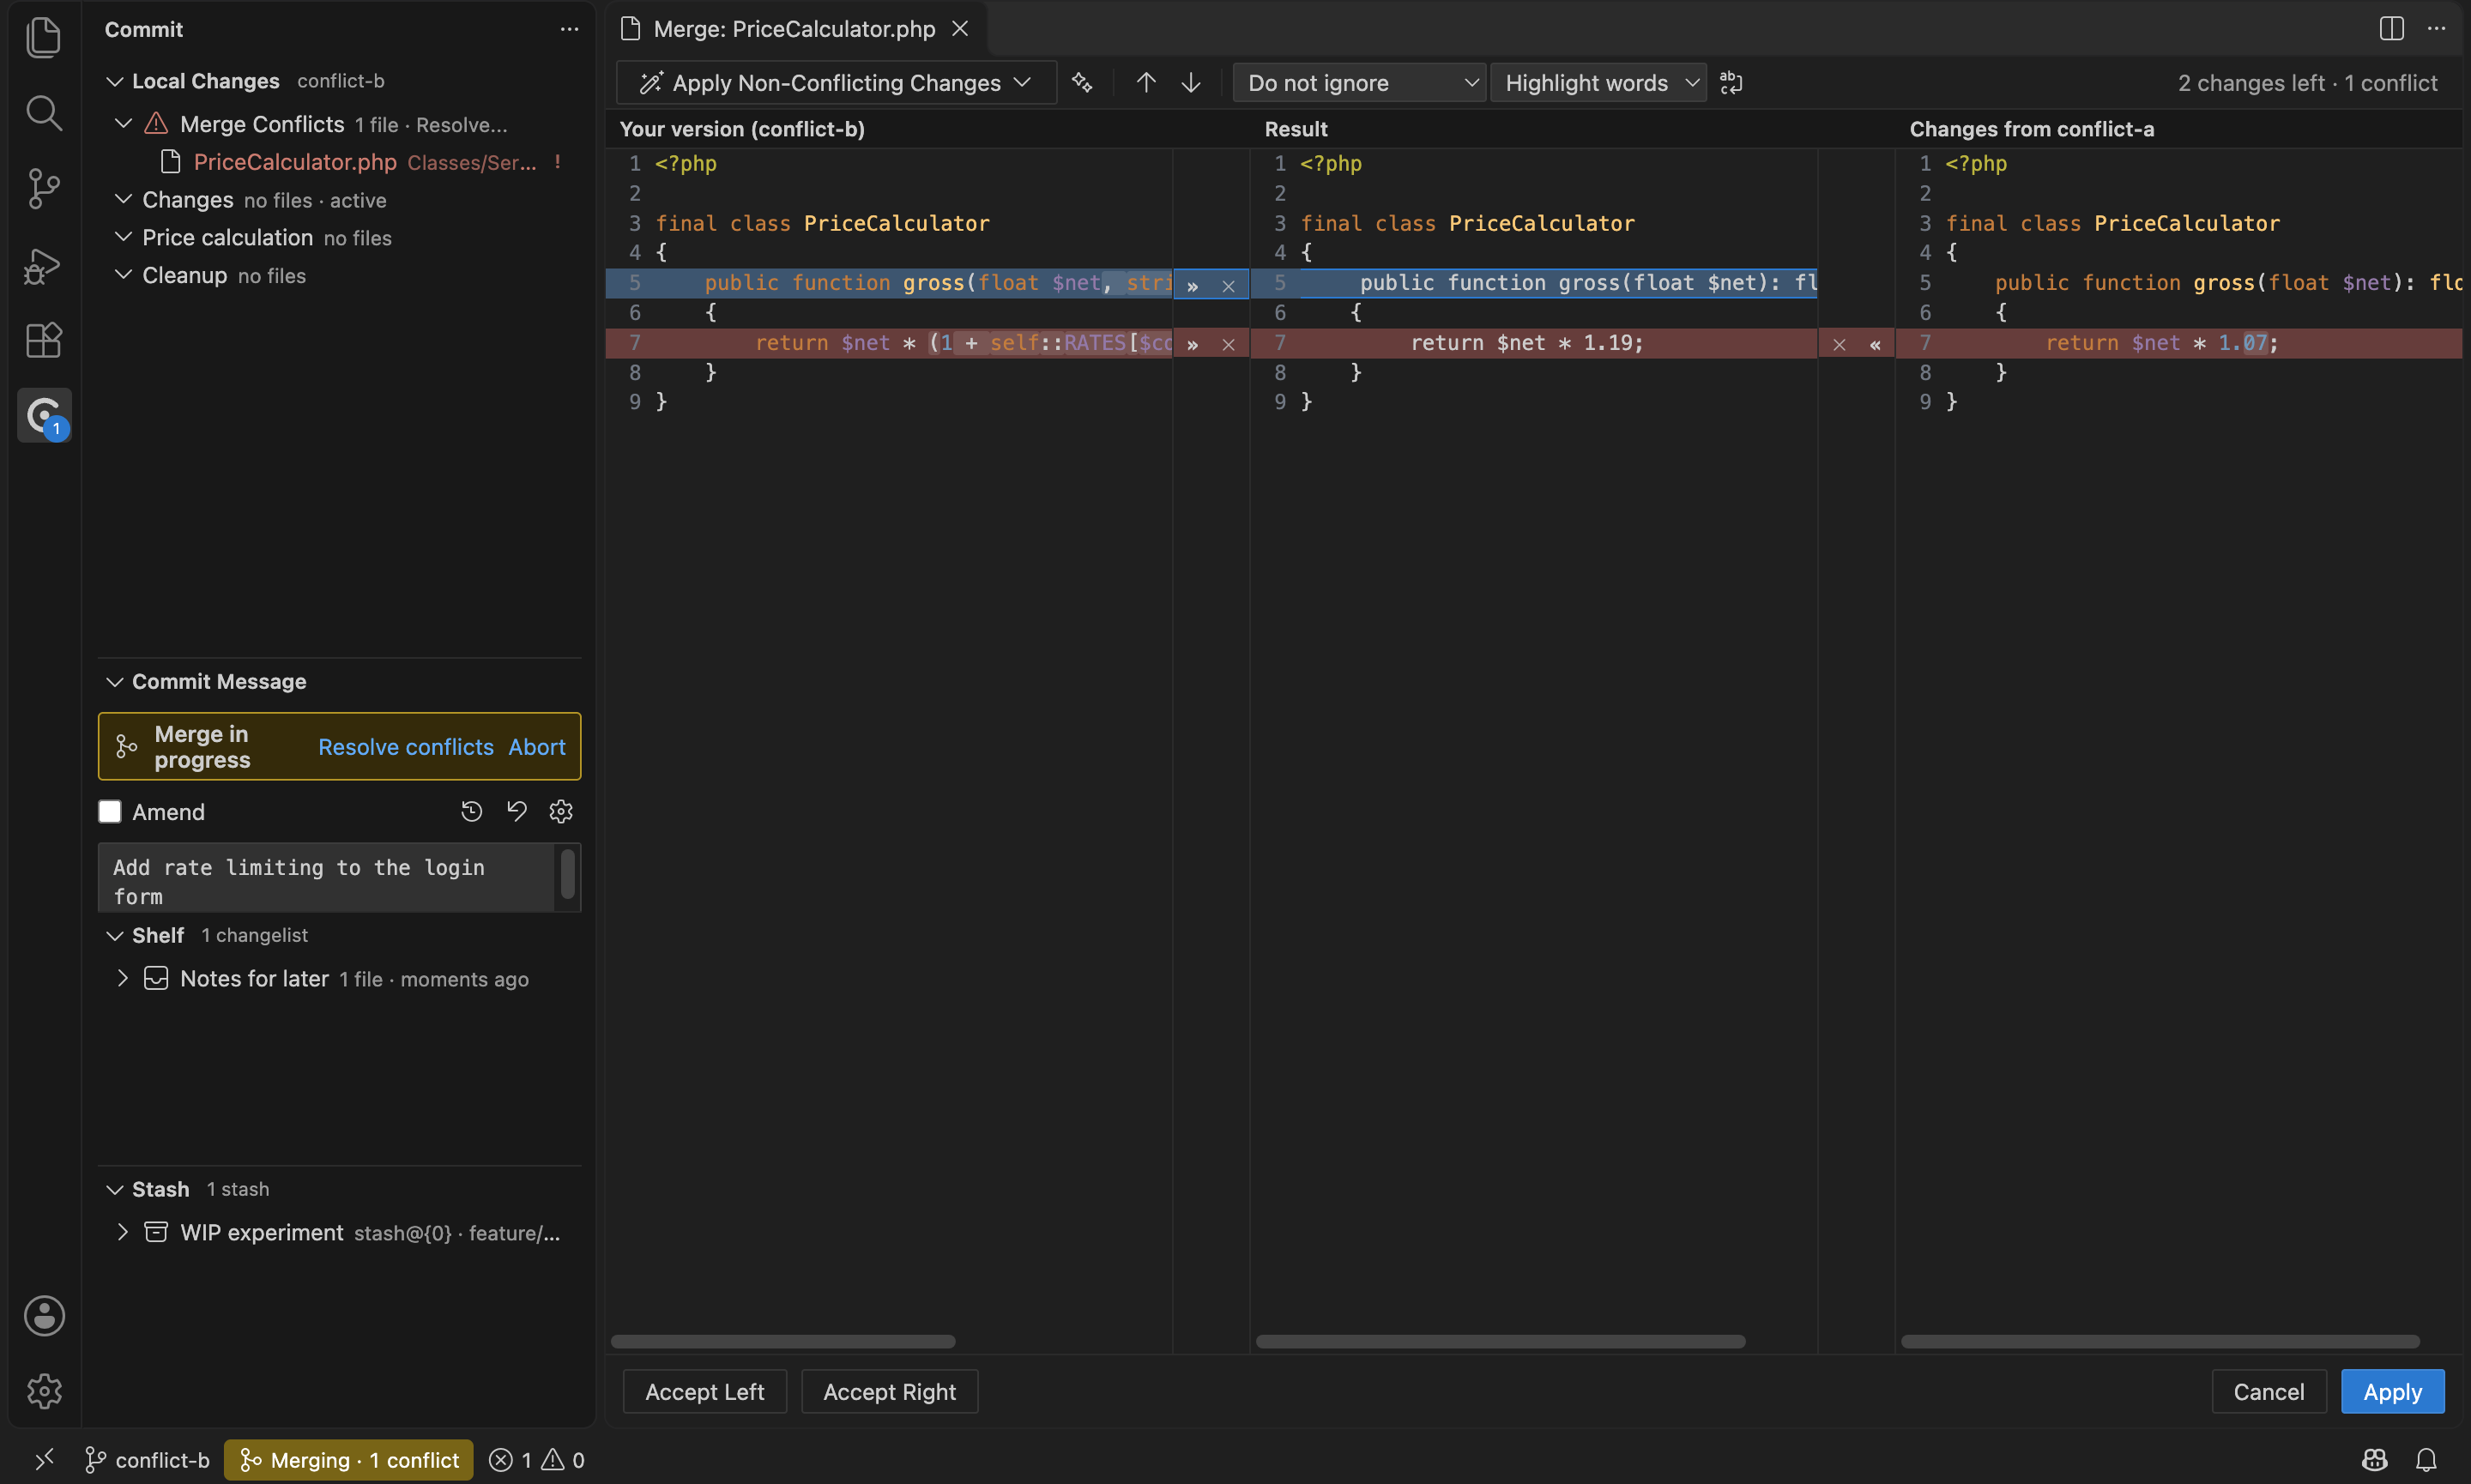 Commit
Local Changes conflict-b
Merge Conflicts 1 file · Resolve...
PriceCalculator.php Classes/Ser... !
Changes no files · active
Price calculation no files
Cleanup no files
1
Commit Message
Merge in progress
Resolve conflicts Abort
Amend
Add rate limiting to the login
form
Shelf 1 changelist
Notes for later 1 file · moments ago
Stash 1 stash
WIP experiment stash@{0} · feature/...
Merge: PriceCalculator.php
Apply Non-Conflicting Changes
Do not ignore
Highlight words
2 changes left · 1 conflict
Your version (conflict-b)
1 <?php
2
3 final class PriceCalculator
4 {
5     public function gross(float $net, stri
6     {
7         return $net * (1 + self::RATES[$co
8     }
9 }
Result
1 <?php
2
3 final class PriceCalculator
4 {
5     public function gross(float $net): fl
6     {
7         return $net * 1.19;
8     }
9 }
Changes from conflict-a
1 <?php
2
3 final class PriceCalculator
4 {
5     public function gross(float $net): flo
6     {
7         return $net * 1.07;
8     }
9 }
Accept Left
Accept Right
Cancel
Apply
conflict-b
Merging · 1 conflict
1 0